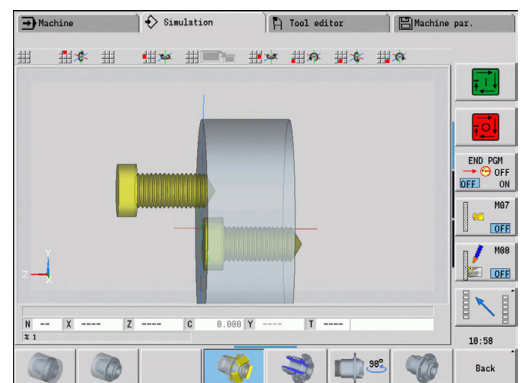 Machine Simulation Tool editor Machine par.
END PGM
OFF
OFF ON
M07
OFF
M08
OFF
Y
Z X
N -- X ---- Z ---- C 0.000 Y ---- T ----
% 1
10:58
90° Back